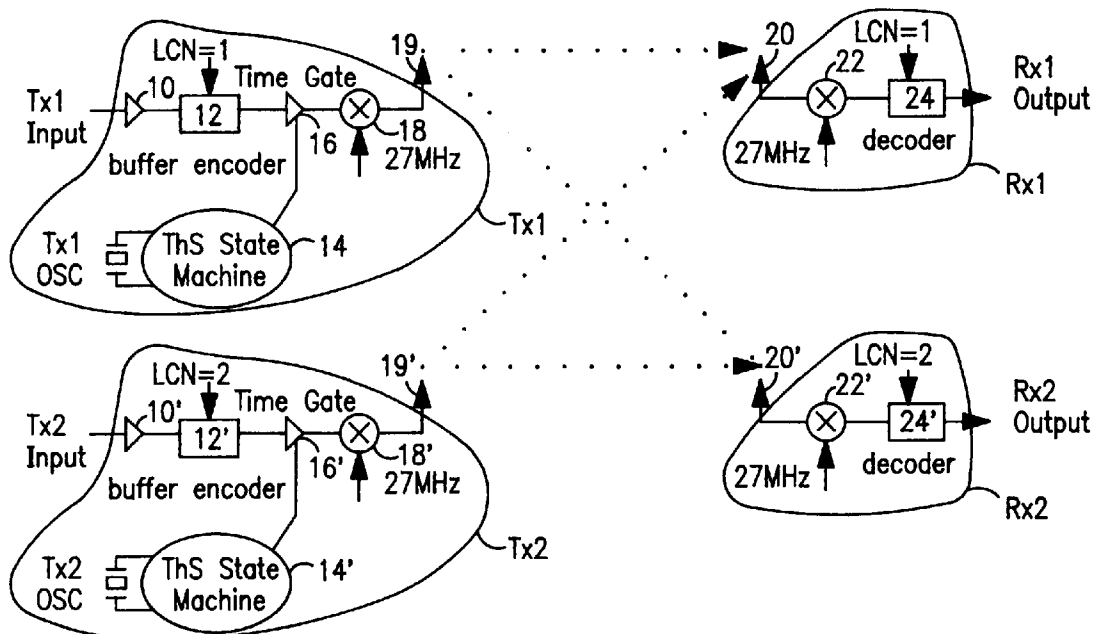 LCN=1
19
20
LCN=1
Time Gate
22
Tx1
Input
10
12
16
18
24
Rx1
Output
buffer encoder
27MHz
27MHz
decoder
Rx1
Tx1
OSC
ThS State
Machine
14
Tx1
LCN=2
19'
20'
LCN=2
Time Gate
22'
Tx2
Input
10'
12'
16'
18'
24'
Rx2
Output
buffer encoder
27MHz
27MHz
decoder
Rx2
Tx2
OSC
ThS State
Machine
14'
Tx2